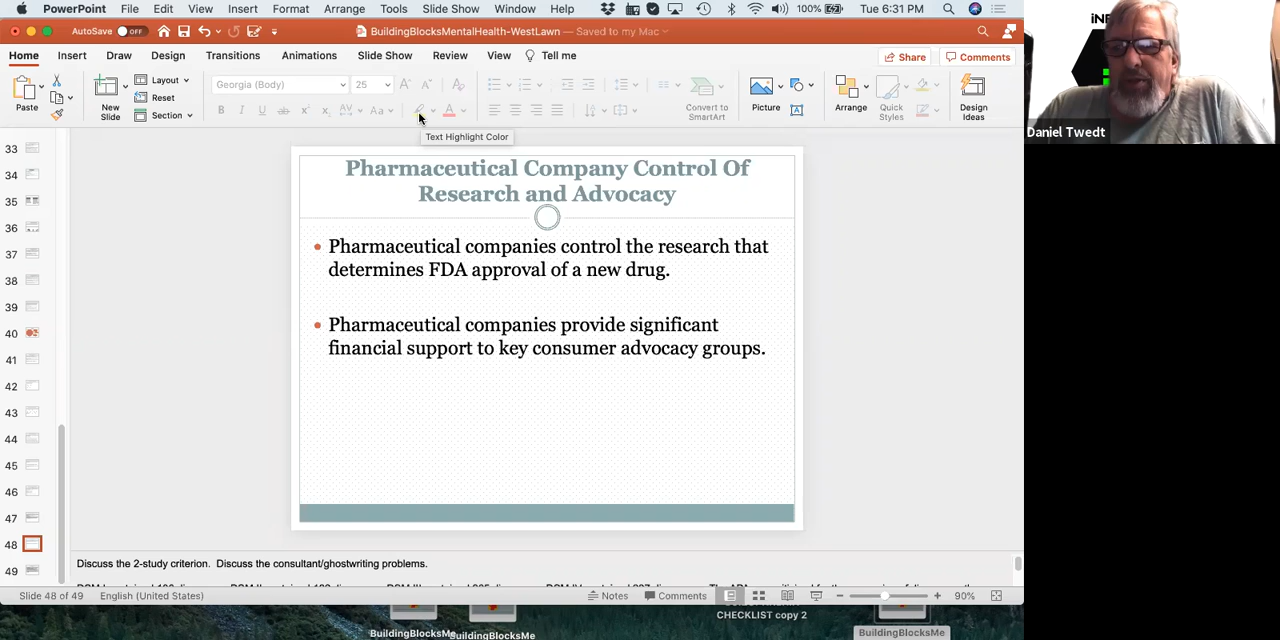 PowerPoint File Edit View Insert Format Arrange Tools Slide Show Window Help 100% Tue 6:31 PM
AutoSave OFF BuildingBlocksMentalHealth-WestLawn — Saved to my Mac
Home Insert Draw Design Transitions Animations Slide Show Review View Tell me Share Comments
Paste New Slide Layout Reset Section Georgia (Body) 25 Convert to SmartArt Picture Arrange Quick Styles Design Ideas
B I U ab x x AV Aa A
Text Highlight Color
33
34
35
36
37
38
39
40
41
42
43
44
45
46
47
48
49
Pharmaceutical Company Control Of
Research and Advocacy
Pharmaceutical companies control the research that
determines FDA approval of a new drug.
Pharmaceutical companies provide significant
financial support to key consumer advocacy groups.
Discuss the 2-study criterion. Discuss the consultant/ghostwriting problems.
Slide 48 of 49 English (United States) Notes Comments 90%
CHECKLIST copy 2
BuildingBlocksMe
BuildingBlocksMe
BuildingBlocksMe
Daniel Twedt